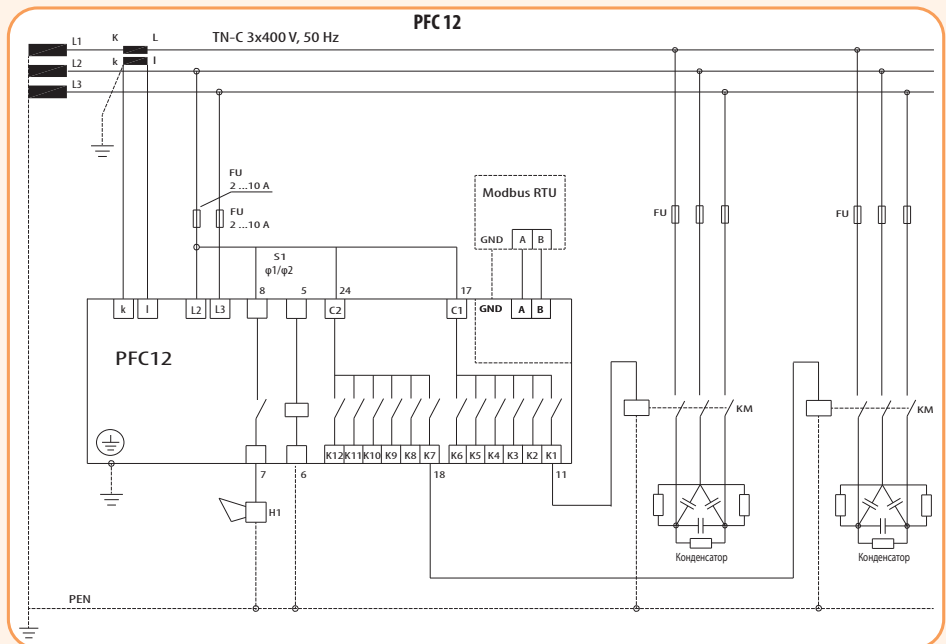 PFC 12
TN-C 3x400 V, 50 Hz
L1
K
L
L2
k
l
L3
FU
2 ...10 A
FU
2 ...10 A
Modbus RTU
GND
A
B
FU
FU
S1
φ1/φ2
8
5
24
17
k
l
L2
L3
C2
C1
GND
A
B
PFC12
K12
K11
K10
K9
K8
K7
K6
K5
K4
K3
K2
K1
KM
KM
7
6
18
11
H1
Конденсатор
Конденсатор
PEN